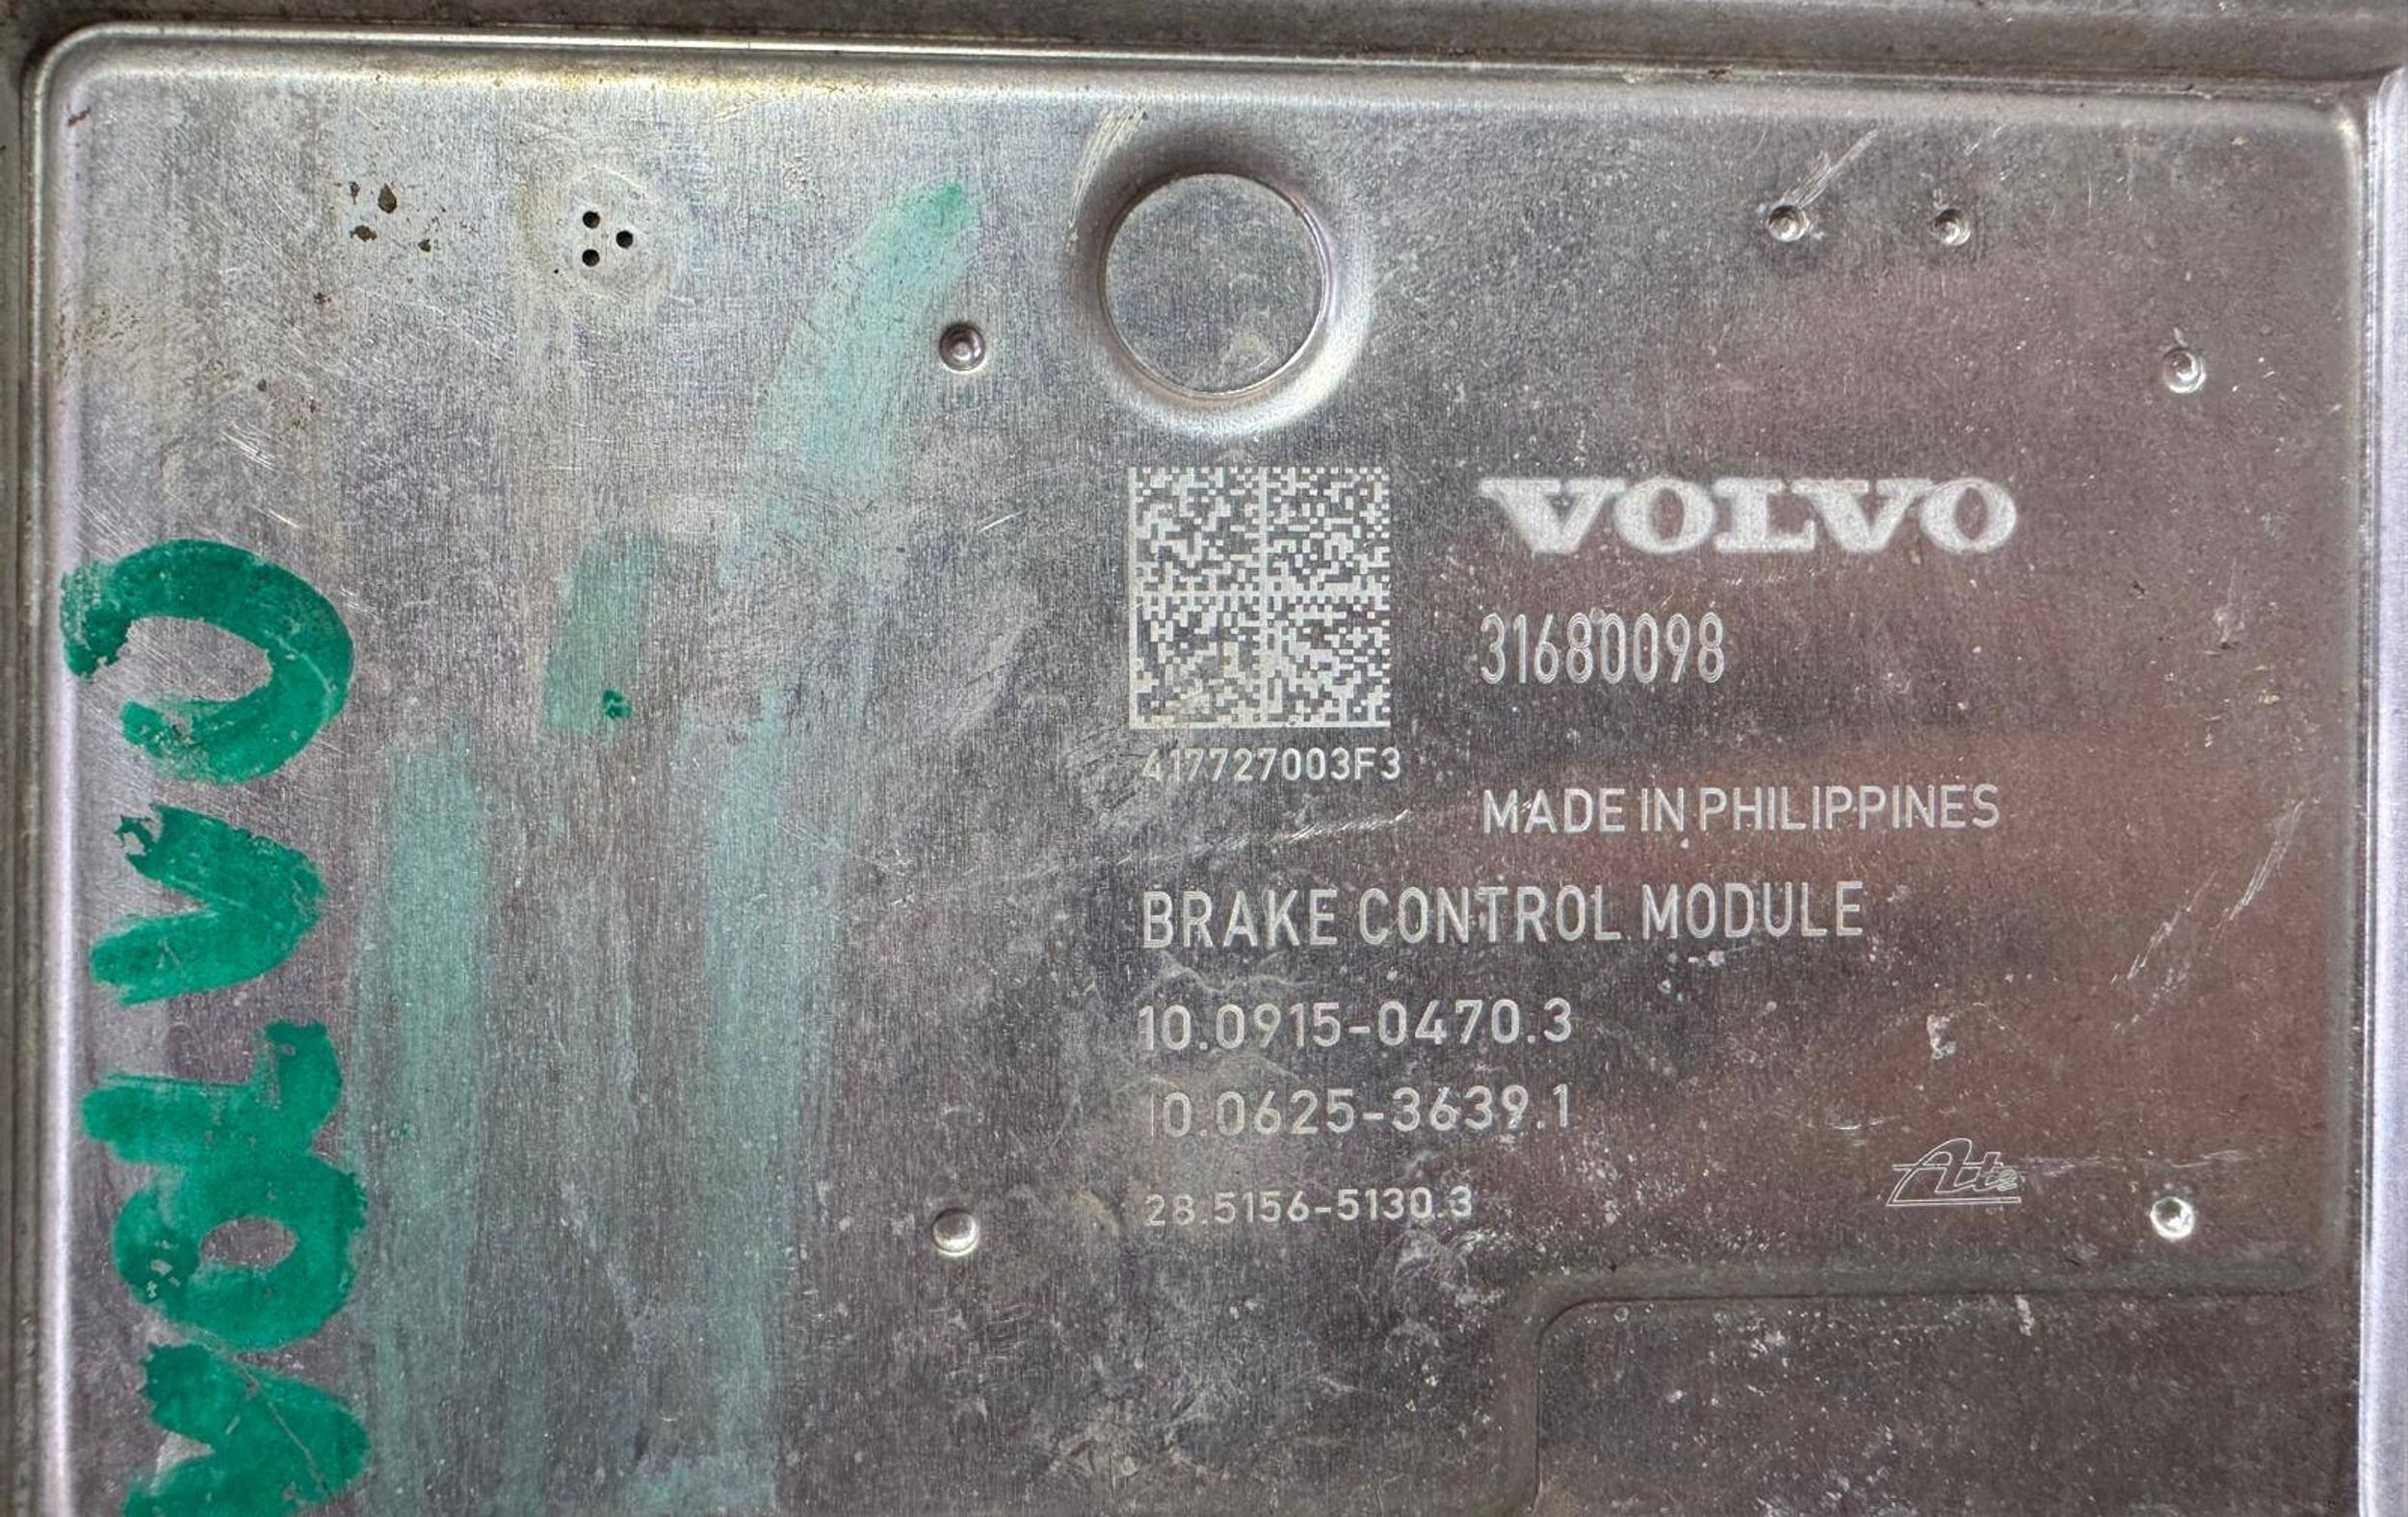 VOLVO
31680098
417727003F3
MADE IN PHILIPPINES
BRAKE CONTROL MODULE
10.0915-0470.3
10.0625-3639.1
28.5156-5130.3
Ate
VOLVO